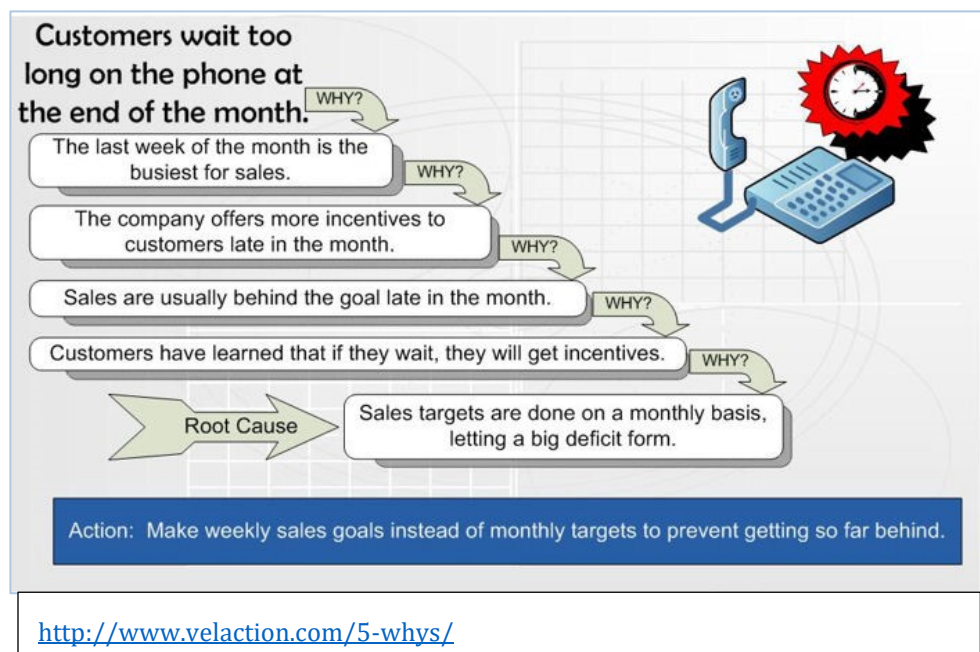 Customers wait too
long on the phone at
the end of the month.
WHY?
The last week of the month is the
busiest for sales.
WHY?
The company offers more incentives to
customers late in the month.
WHY?
Sales are usually behind the goal late in the month.
WHY?
Customers have learned that if they wait, they will get incentives.
WHY?
Root Cause
Sales targets are done on a monthly basis,
letting a big deficit form.
Action: Make weekly sales goals instead of monthly targets to prevent getting so far behind.
http://www.velaction.com/5-whys/